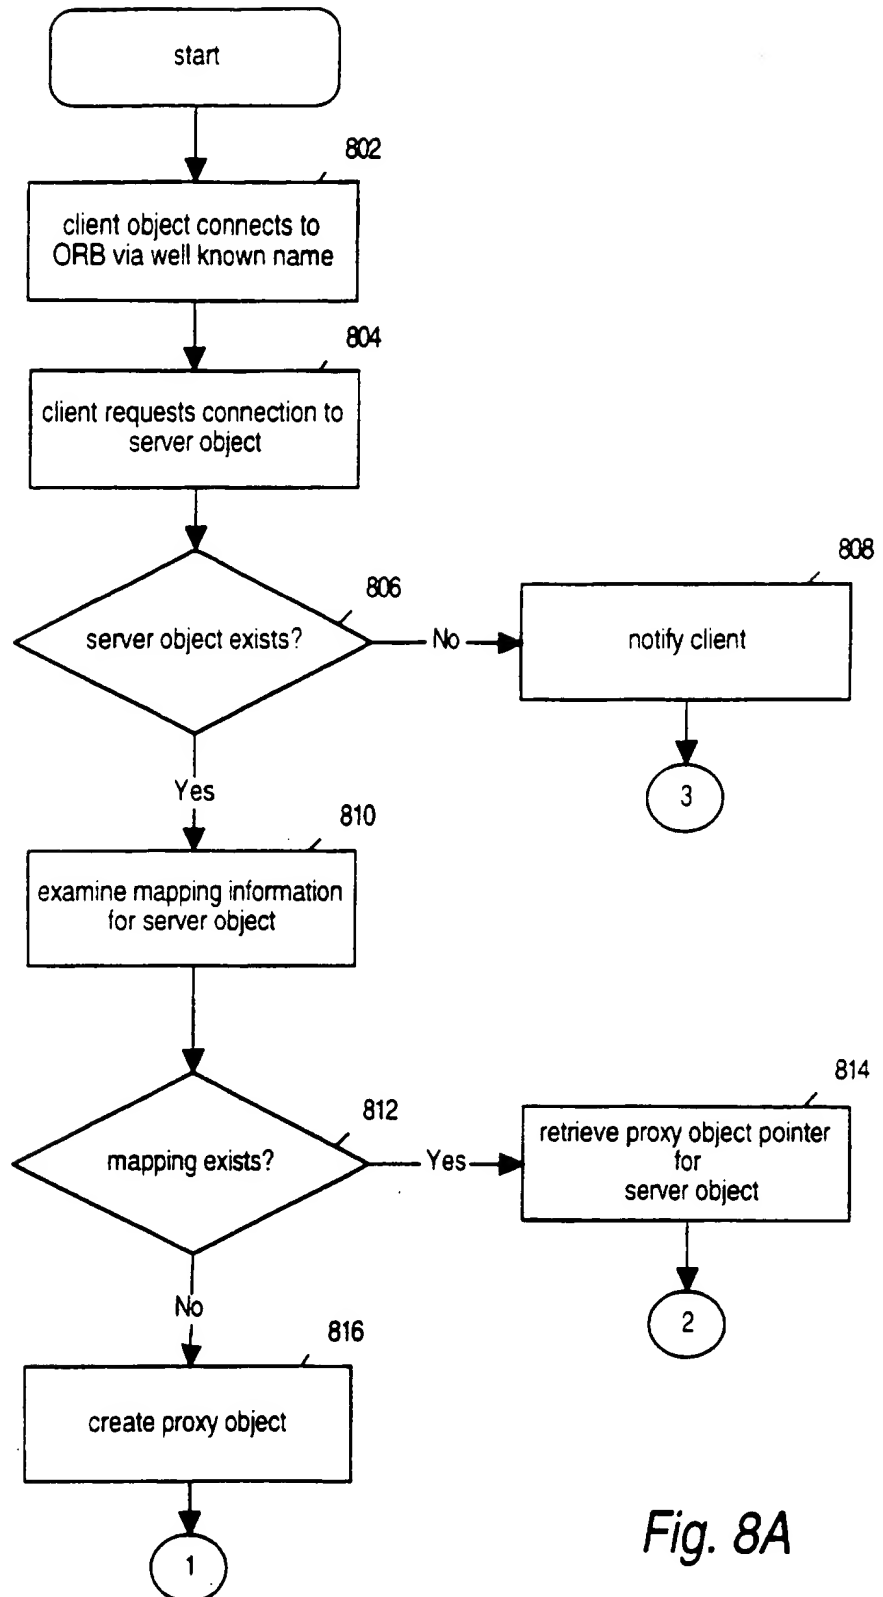 start
802
client object connects to
ORB via well known name
804
client requests connection to
server object
806
server object exists?
No
808
notify client
3
Yes
810
examine mapping information
for server object
812
mapping exists?
Yes
814
retrieve proxy object pointer
for
server object
2
No
816
create proxy object
1
Fig. 8A